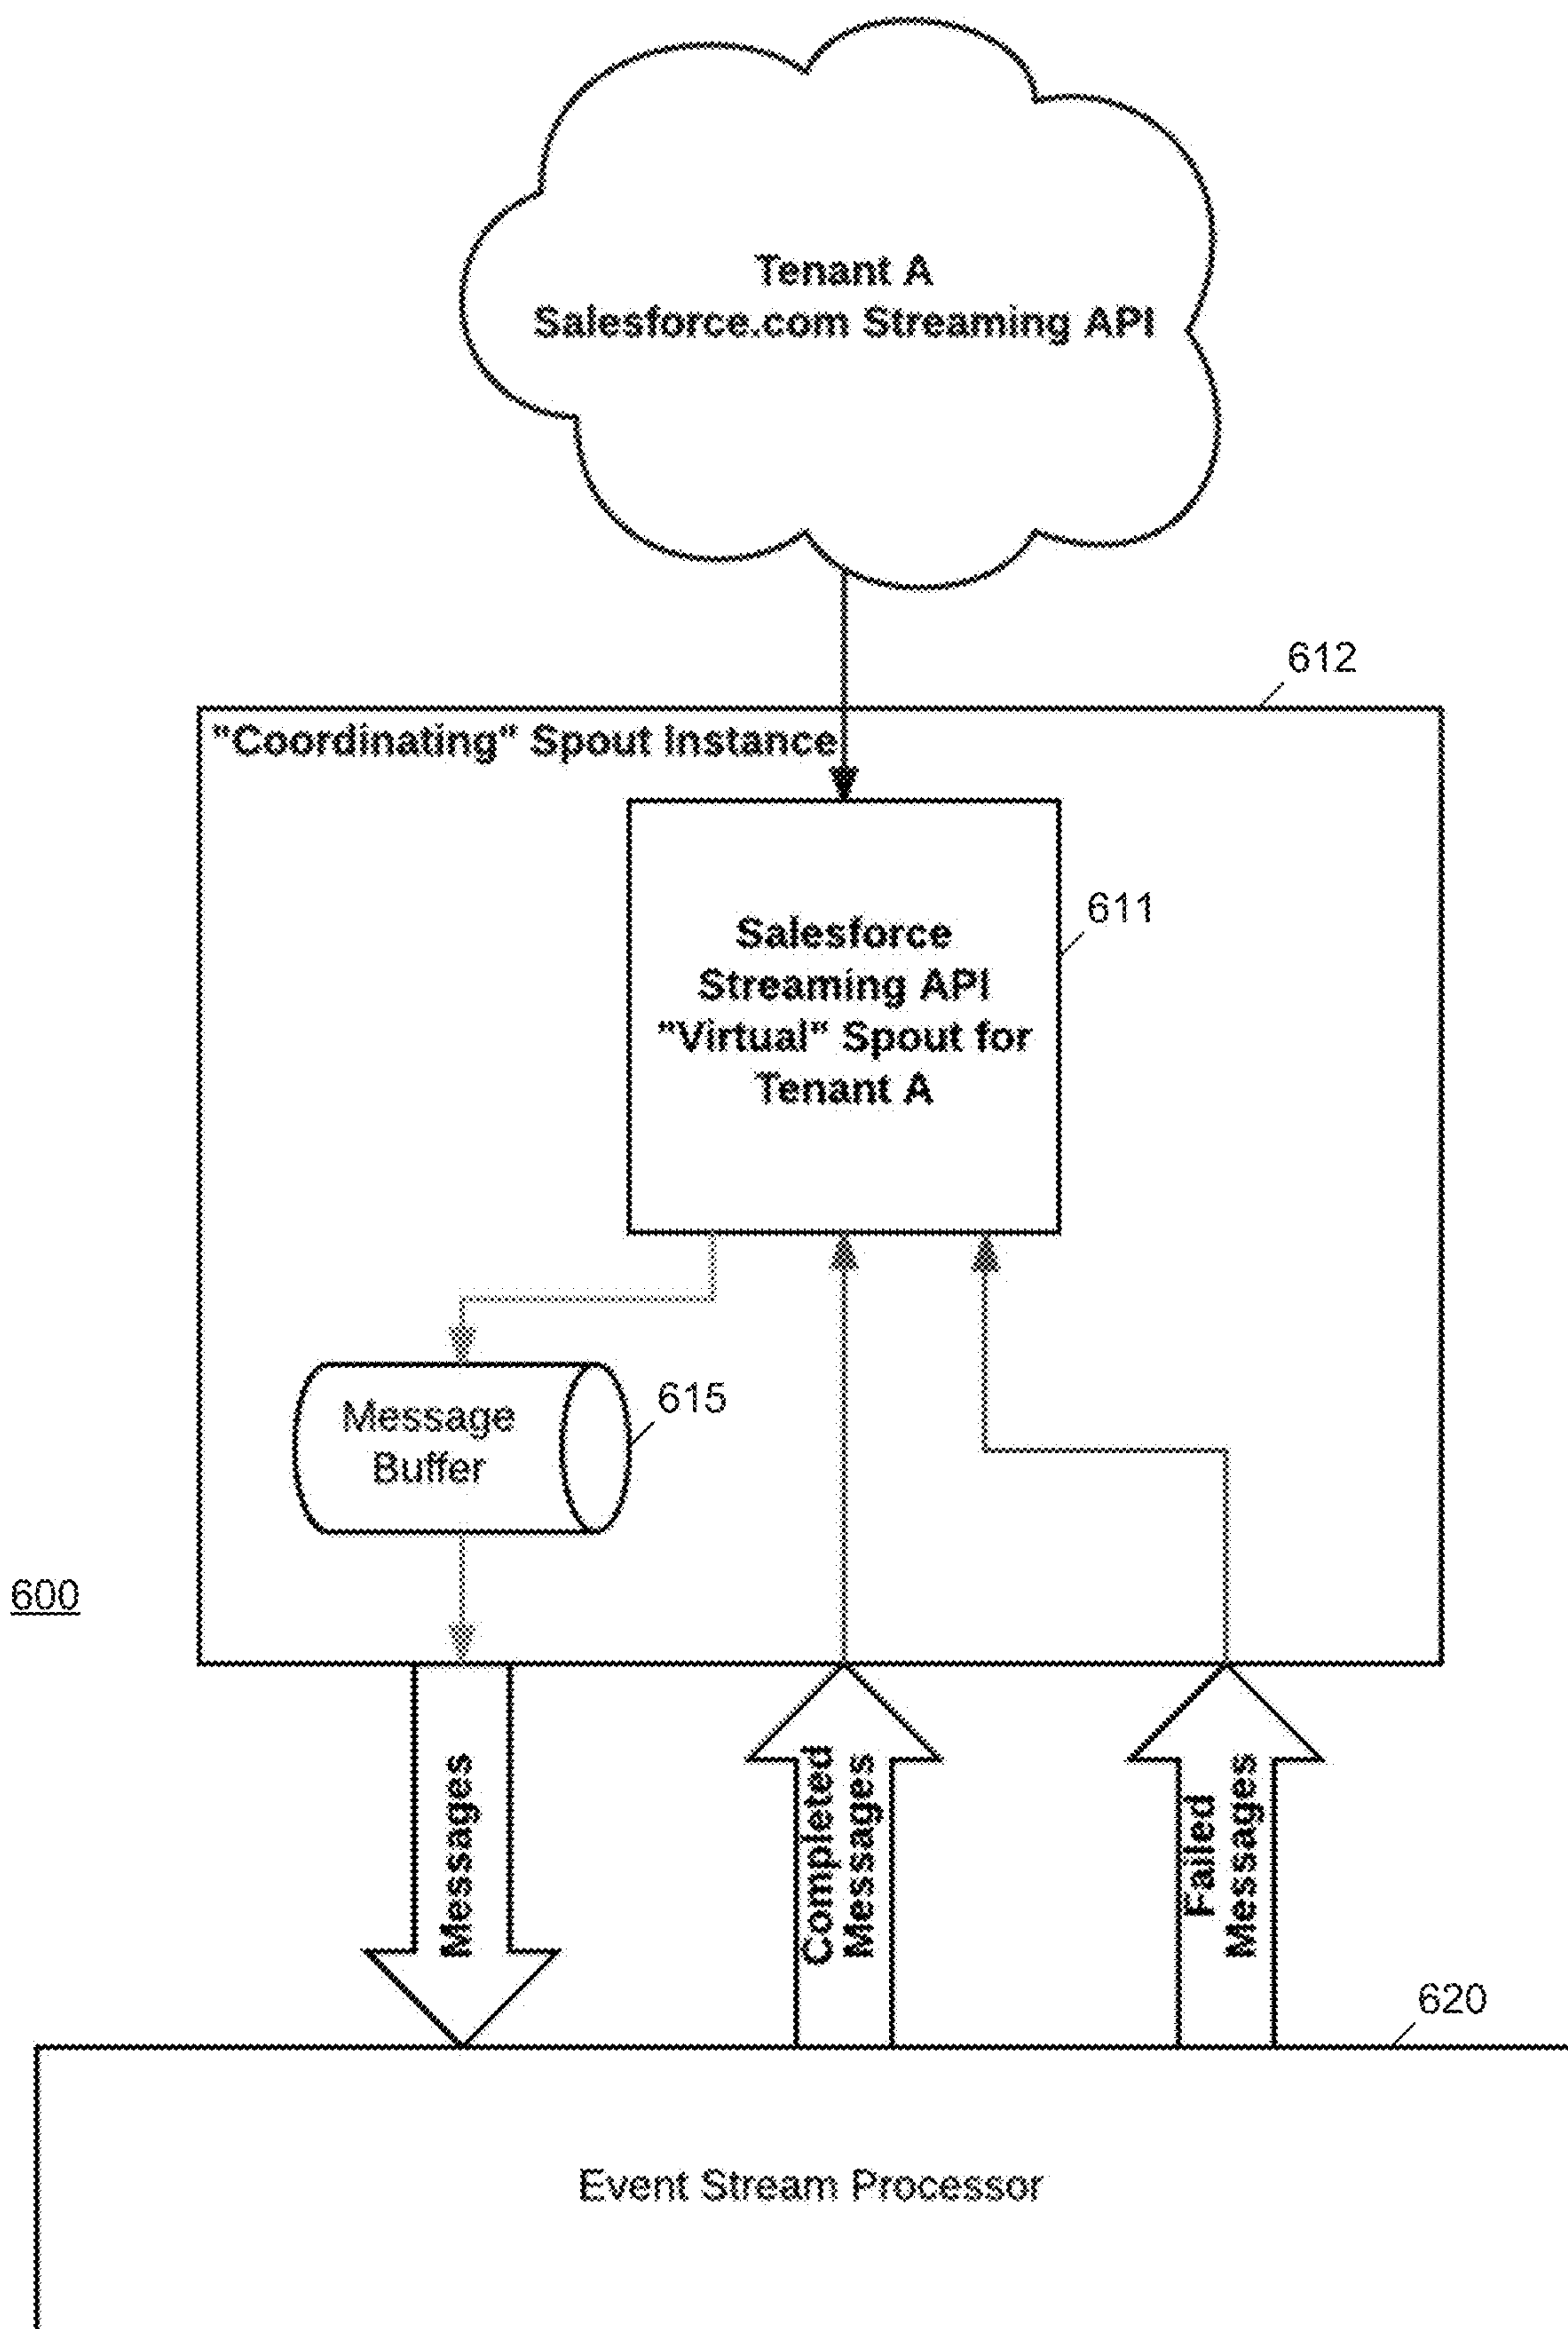 Tenant A
Salesforce.com Streaming API
612
"Coordinating" Spout Instance
611
Salesforce
Streaming API
"Virtual" Spout for
Tenant A
615
Message
Buffer
600
Messages
Completed
Messages
Failed
Messages
620
Event Stream Processor